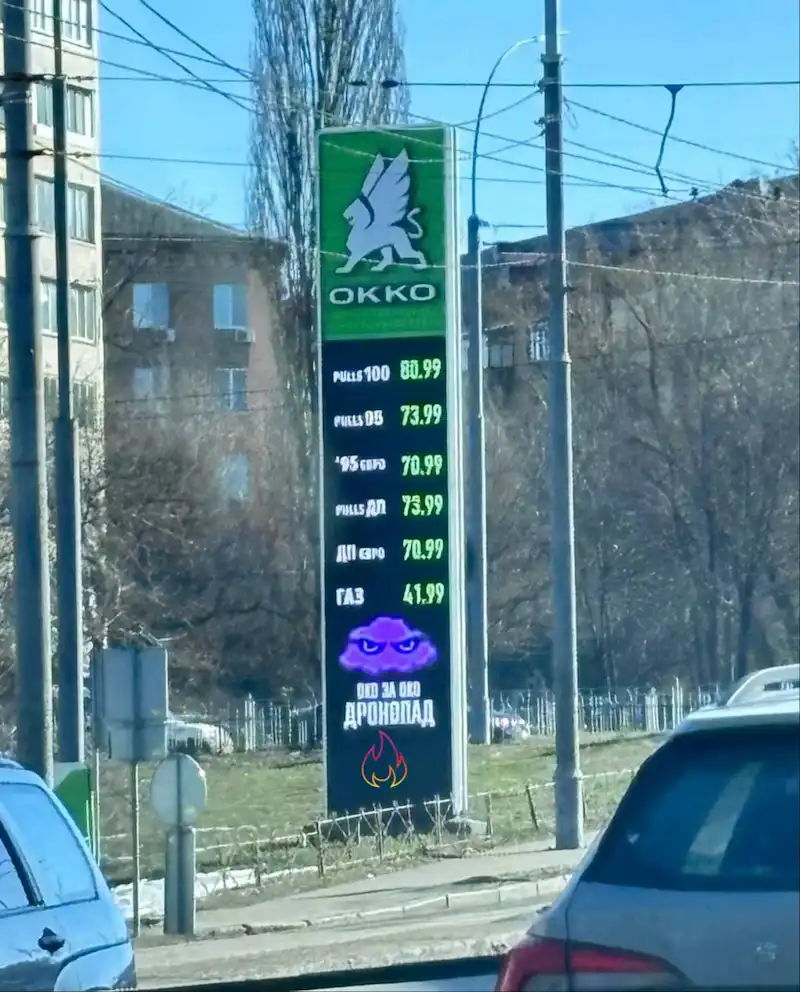 OKKO
PULLS 100 80.99
PULLS 95 73.99
'95 ЄВРО 70.99
PULLS ДП 73.99
ДП ЄВРО 70.99
ГАЗ 41.99
ОКО ЗА ОКО
ДРОНОПАД